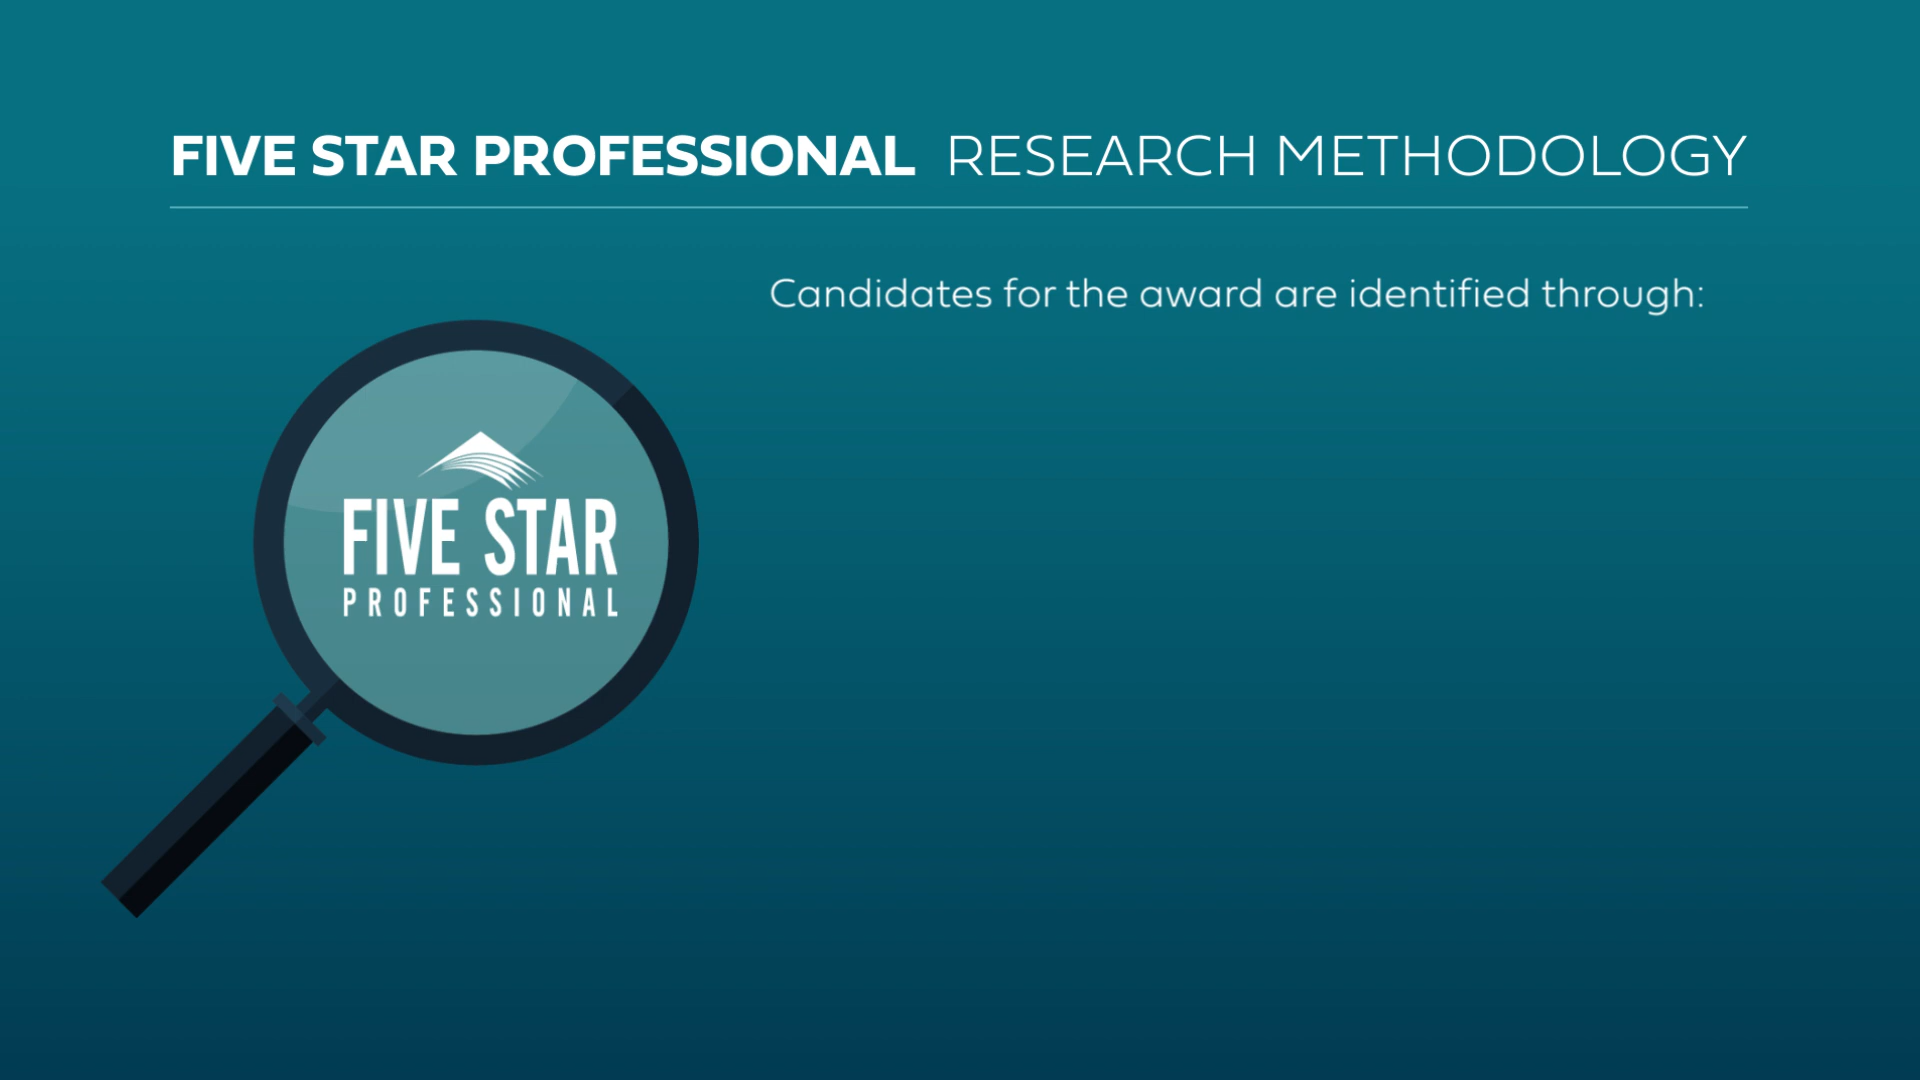 FIVE STAR PROFESSIONAL RESEARCH METHODOLOGY
Candidates for the award are identified through:
FIVE STAR
PROFESSIONAL